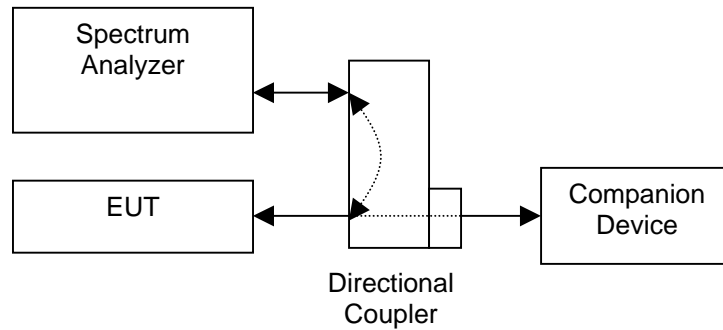 Spectrum
Analyzer
EUT
Companion
Device
Directional
Coupler